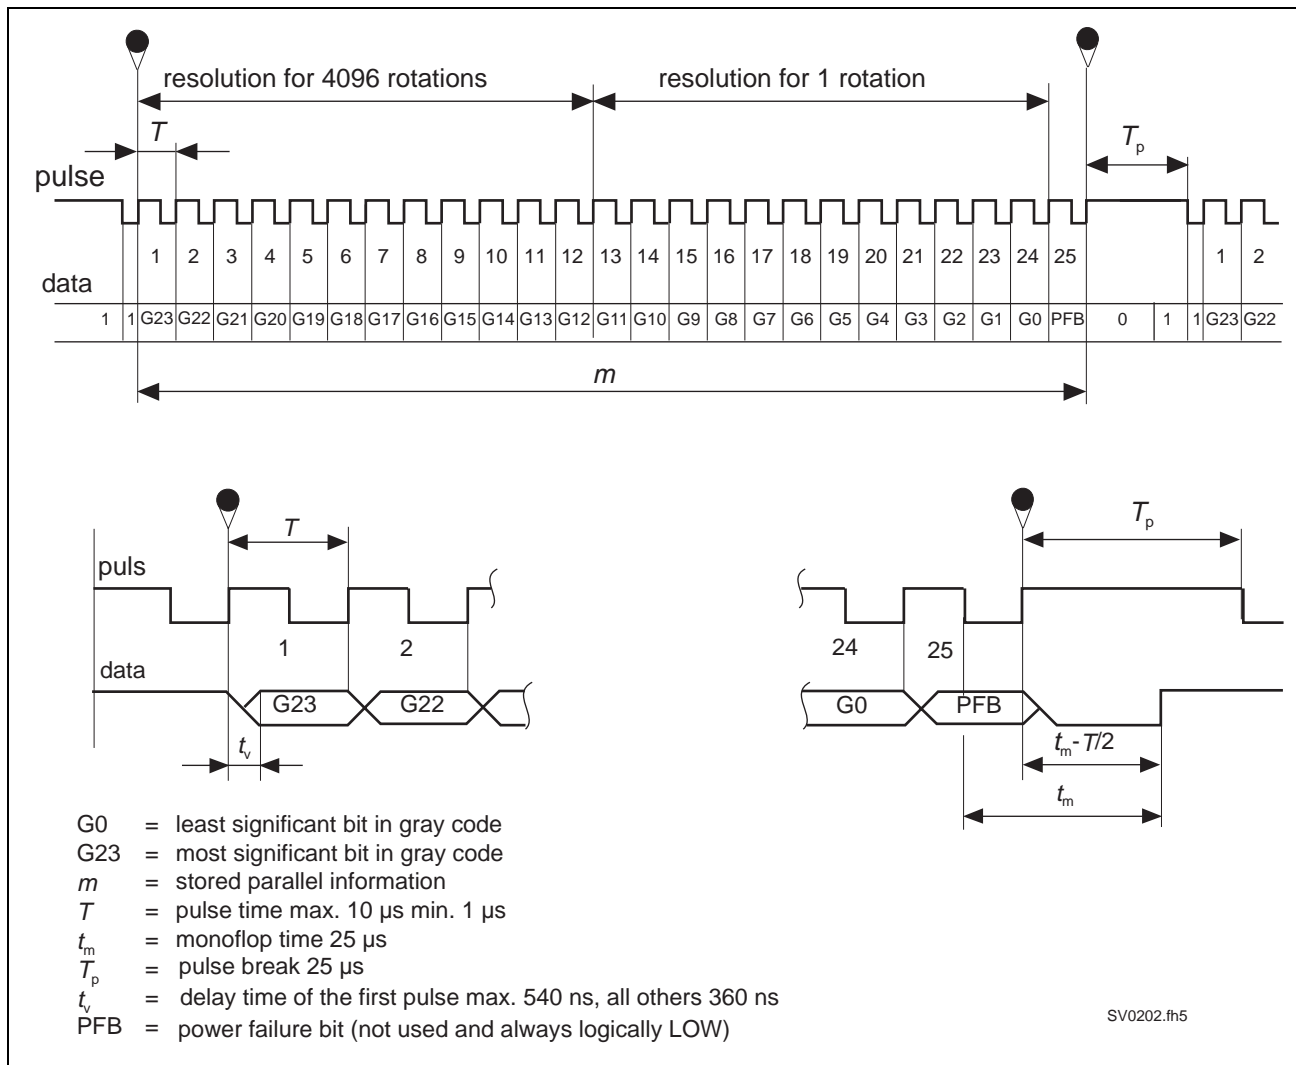 resolution for 4096 rotations resolution for 1 rotation
T Tp
pulse
1 2 3 4 5 6 7 8 9 10 11 12 13 14 15 16 17 18 19 20 21 22 23 24 25 1 2
data
1 1 G23 G22 G21 G20 G19 G18 G17 G16 G15 G14 G13 G12 G11 G10 G9 G8 G7 G6 G5 G4 G3 G2 G1 G0 PFB 0 1 1 G23 G22
m
T Tp
puls
1 2 24 25
data
G23 G22 G0 PFB
tv tm-T/2
tm
G0 = least significant bit in gray code
G23 = most significant bit in gray code
m = stored parallel information
T = pulse time max. 10 µs min. 1 µs
tm = monoflop time 25 µs
Tp = pulse break 25 µs
tv = delay time of the first pulse max. 540 ns, all others 360 ns
PFB = power failure bit (not used and always logically LOW)
SV0202.fh5